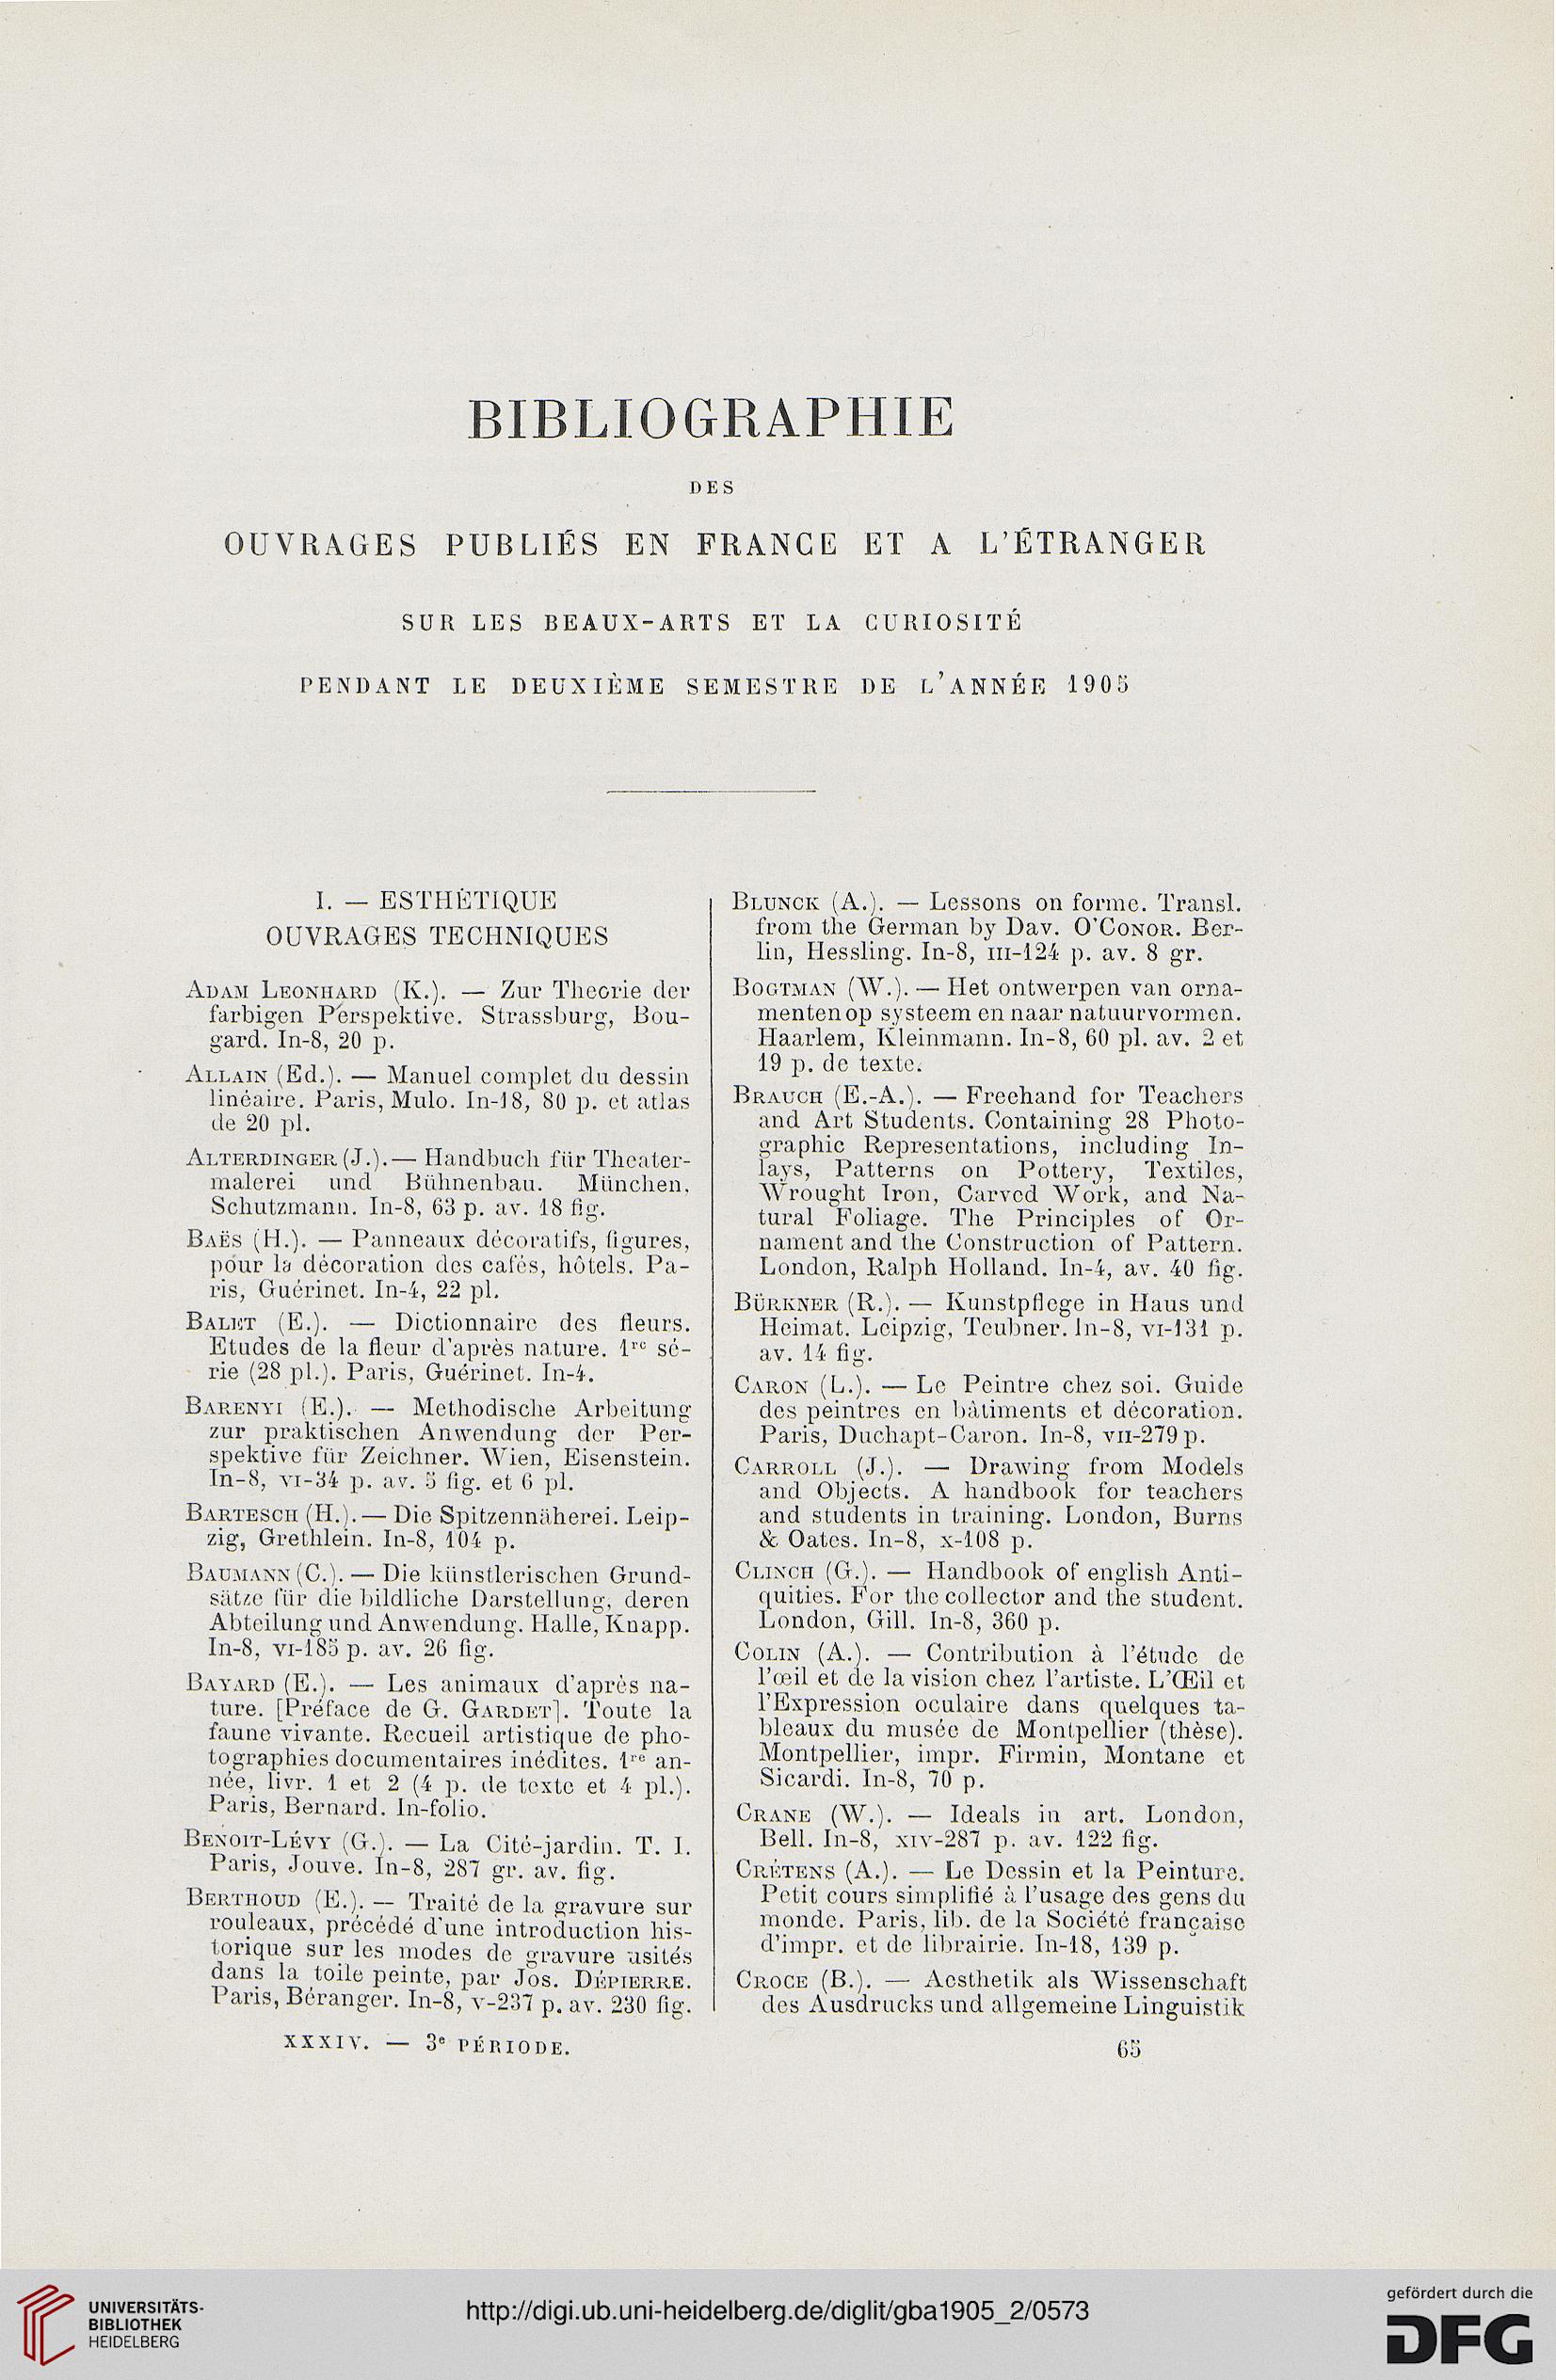 BIBLIOGRAPHIE
DES
OUVRAGES PUBLIÉS EN FRANCE ET A L'ÉTRANGER
SUR LES BEAUX-ARTS ET LA CURIOSITÉ
PENDANT LE DEUXIÈME SEMESTRE DE L'ANNÉE 1905
I. — ESTHÉTIQUE
OUVRAGES TECHNIQUES
ADAM LEONHARD (K.). — Zur Theorie der
farbigen Perspektive. Strassburg, Bou-
gard. In-8, 20 p.
ALLAIN (Ed.). — Manuel complet du dessin
linéaire. Paris, Mulo. In-18, 80 p. et atlas
de 20 pl.
ALTERDINGER (J.). — Handbuch für Theater-
malerei und Bühnenbau. München,
Schutzmann. In-8, 63 p. av. 18 fig.
BAËS (H.). — Panneaux décoratifs, figures,
pour la décoration des cafés, hôtels. Pa-
ris, Guérinet. In-4, 22 pl.
BALET (E.). — Dictionnaire des fleurs.
Etudes de la fleur d'après nature. 1re sé-
rie (28 pl.). Paris, Guérinet. In-4.
BARENYI (E.). — Methodische Arbeitung
zur praktischen Anwendung der Per-
spektive für Zeichner. Wien, Eisenstein.
In-8, VI-34 p. av. 5 fig. et 6 pl.
BARTESCH (H.). — Die Spitzennäherei. Leip-
zig, Grethlein. In-8, 104 p.
BAUMANN (C.). — Die künstlerischen Grund-
sätze für die bildliche Darstellung, deren
Abteilung und Anwendung. Halle, Knapp.
In-8, VI-185 p. av. 26 fig.
BAYARD (E.). — Les animaux d'après na-
ture. [Préface de G. GARDET]. Toute la
faune vivante. Recueil artistique de pho-
tographies documentaires inédites. 1re an-
née, livr. 1 et 2 (4 p. de texte et 4 pl.).
Paris, Bernard. In-folio.
BENOIT-LÉVY (G.). — La Cité-jardin. T. I.
Paris, Jouve. In-8, 287 gr. av. fig.
BERTHOUD (E.). — Traité de la gravure sur
rouleaux, précédé d'une introduction his-
torique sur les modes de gravure usités
dans la toile peinte, par Jos. DÉPIERRE.
Paris, Béranger. In-8, V-237 p. av. 230 fig.
BLUNCK (A.). — Lessons on forme. Transl.
from the German by Dav. O'CONOR. Ber-
lin, Hessling. In-8, III-124 p. av. 8 gr.
BOGTMAN (W.). — Het ontwerpen van orna-
menten op systeem en naar natuurvormen.
Haarlem, Kleinmann. In-8, 60 pl. av. 2 et
19 p. de texte.
BRAUCH (E.-A.). — Freehand for Teachers
and Art Students. Containing 28 Photo-
graphic Representations, including In-
lays, Patterns on Pottery, Textiles,
Wrought Iron, Carved Work, and Na-
tural Foliage. The Principles of Or-
nament and the Construction of Pattern.
London, Ralph Holland. In-4, av. 40 fig.
BÜRKNER (R.). — Kunstpflege in Haus und
Heimat. Leipzig, Teubner. In-8, VI-131 p.
av. 14 fig.
CARON (L.). — Le Peintre chez soi. Guide
des peintres en bâtiments et décoration.
Paris, Duchapt-Caron. In-8, VII-279 p.
CARROLL (J.). — Drawing from Models
and Objects. A handbook for teachers
and students in training. London, Burns
& Oates. In-8, X-108 p.
CLINCH (G.). — Handbook of english Anti-
quities. For the collector and the student.
London, Gill. In-8, 360 p.
COLIN (A.). — Contribution à l'étude de
l'œil et de la vision chez l'artiste. L'Œil et
l'Expression oculaire dans quelques ta-
bleaux du musée de Montpellier (thèse).
Montpellier, impr. Firmin, Montane et
Sicardi. In-8, 70 p.
CRANE (W.). — Ideals in art. London,
Bell. In-8, XIV-287 p. av. 122 fig.
CRÉTENS (A.). — Le Dessin et la Peinture.
Petit cours simplifié à l'usage des gens du
monde. Paris, lib. de la Société française
d'impr. et de librairie. In-18, 139 p.
CROCE (B.). — Aesthetik als Wissenschaft
des Ausdrucks und allgemeine Linguistik
XXXIV. — 3e PÉRIODE.
65
UNIVERSITÄTS-
BIBLIOTHEK
HEIDELBERG
http://digi.ub.uni-heidelberg.de/diglit/gba1905_2/0573
gefördert durch die
DFG